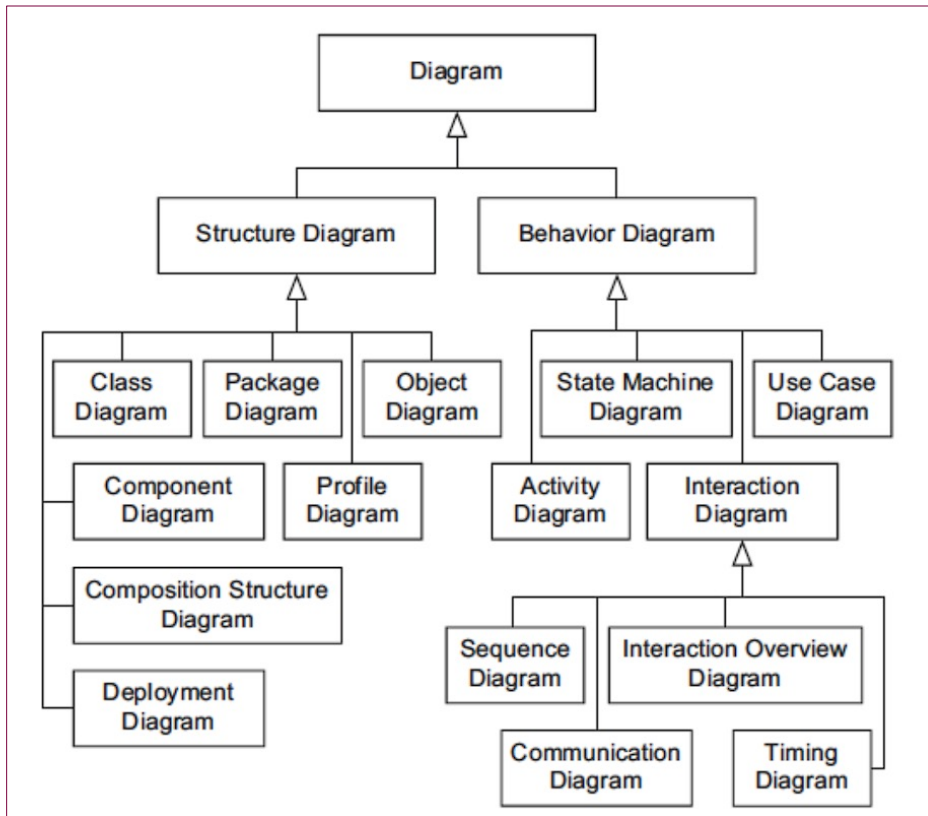 Diagram
Structure Diagram
Behavior Diagram
Class
Diagram
Package
Diagram
Object
Diagram
State Machine
Diagram
Use Case
Diagram
Component
Diagram
Profile
Diagram
Activity
Diagram
Interaction
Diagram
Composition Structure
Diagram
Sequence
Diagram
Interaction Overview
Diagram
Deployment
Diagram
Communication
Diagram
Timing
Diagram